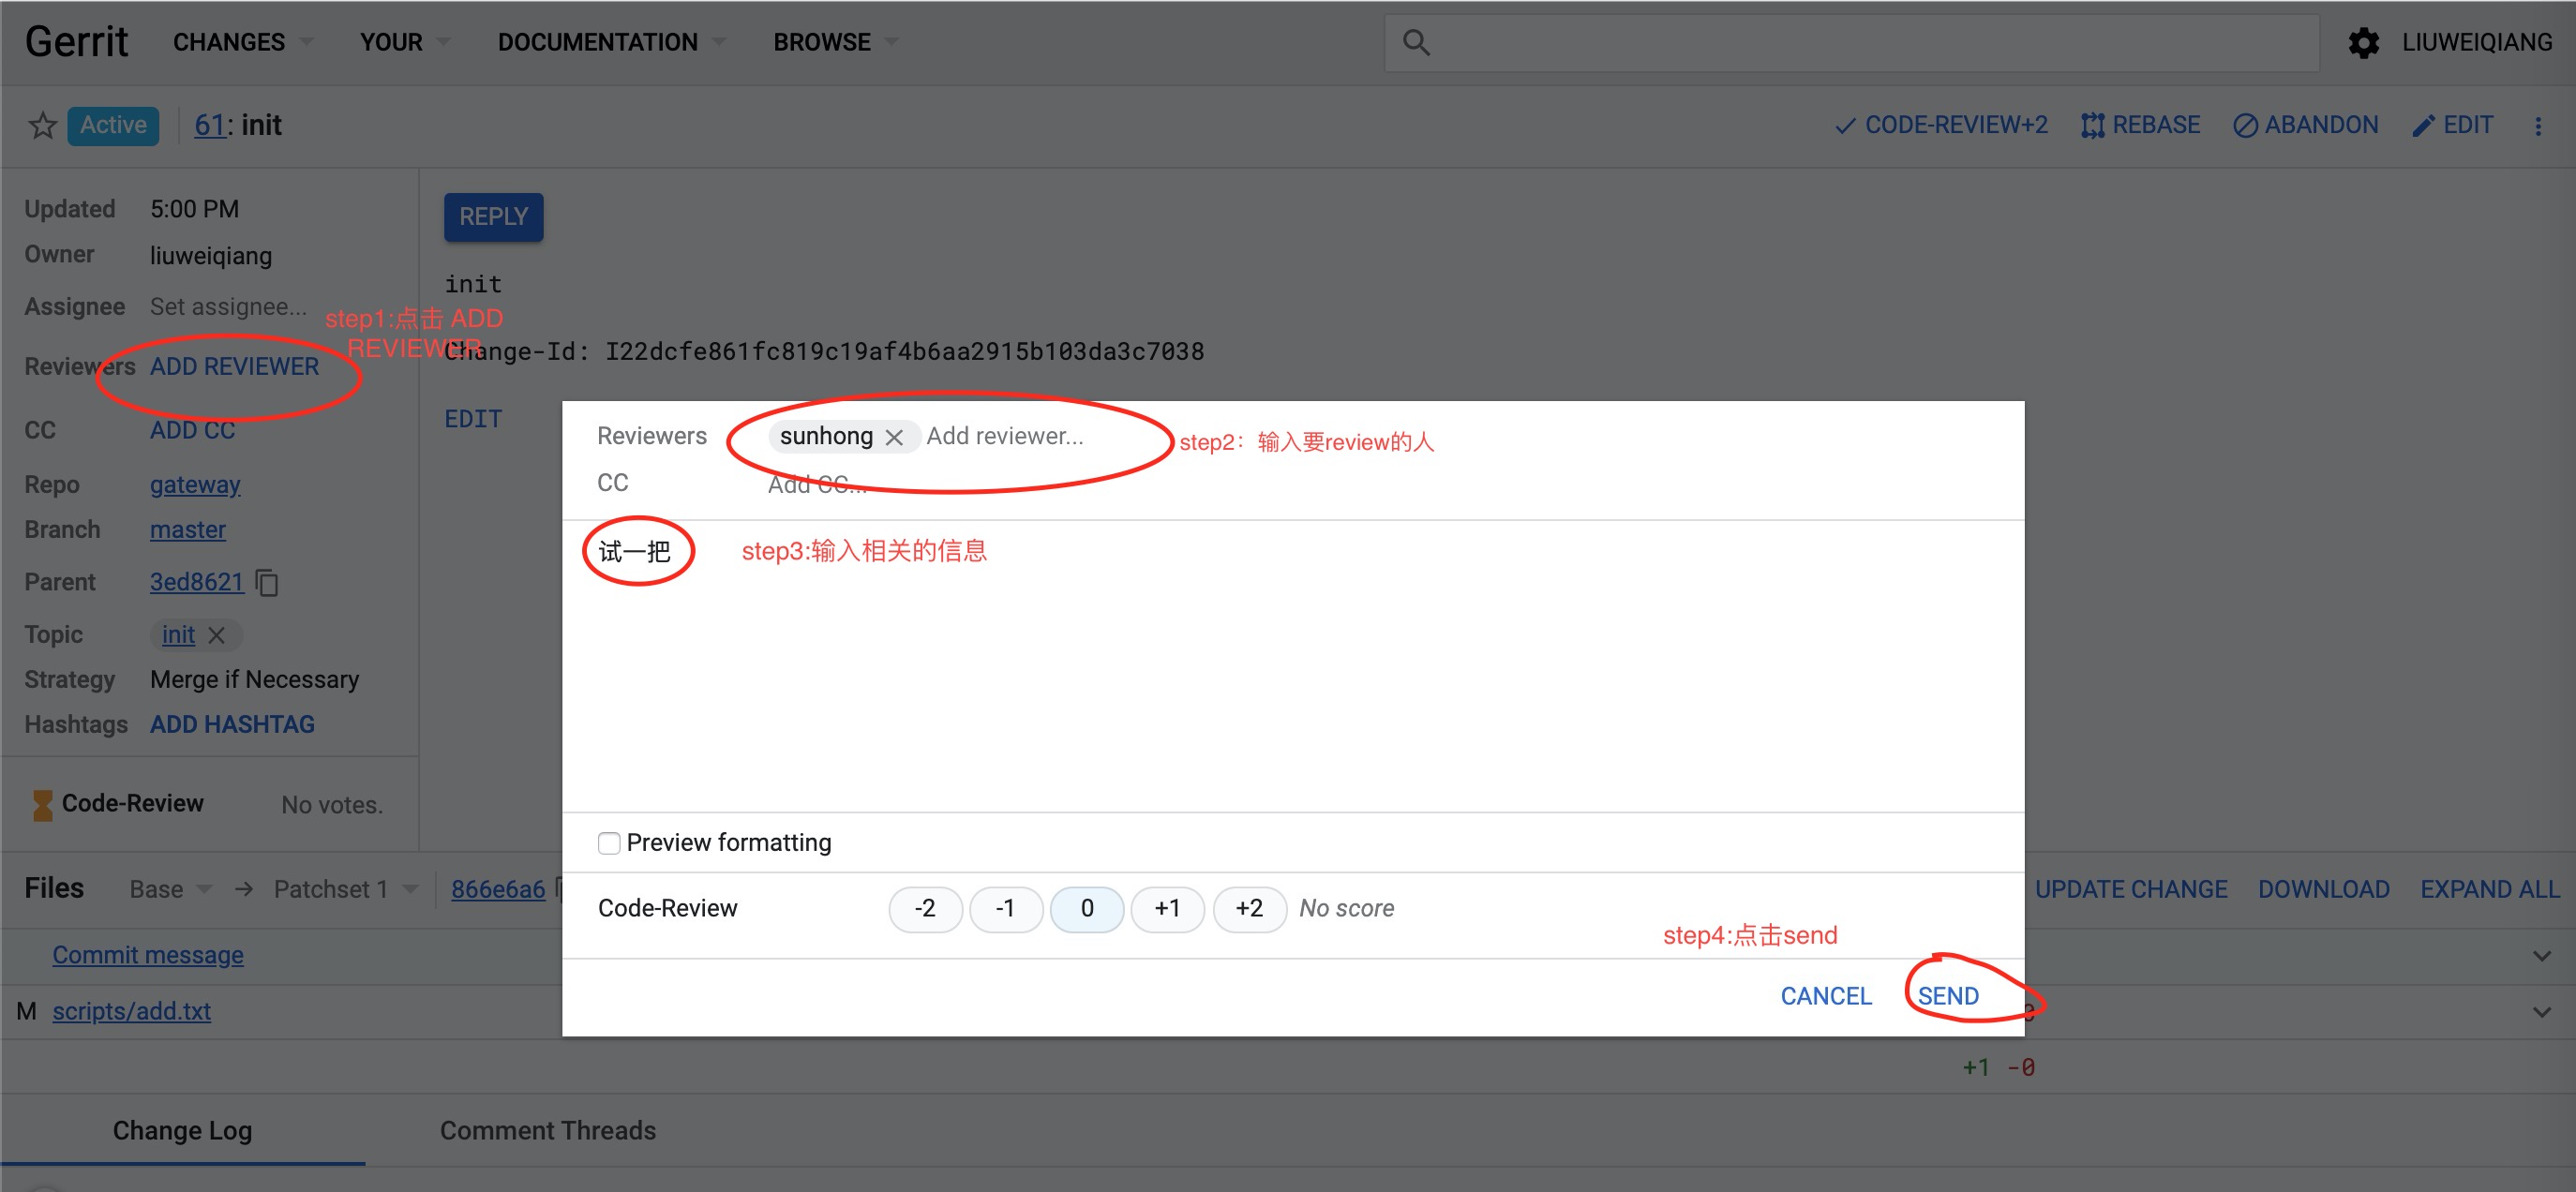 Gerrit CHANGES YOUR DOCUMENTATION BROWSE LIUWEIQIANG
Active 61: init CODE-REVIEW+2 REBASE ABANDON EDIT
Updated 5:00 PM
Owner liuweiqiang
Assignee Set assignee...
Reviewers ADD REVIEWER
CC ADD CC
Repo gateway
Branch master
Parent 3ed8621
Topic init
Strategy Merge if Necessary
Hashtags ADD HASHTAG
Code-Review No votes.
step1:点击 ADD
REVIEWER
REPLY
init
Change-Id: I22dcfe861fc819c19af4b6aa2915b103da3c7038
EDIT
Reviewers sunhong Add reviewer... step2：输入要review的人
CC Add CC...
试一把 step3:输入相关的信息
Preview formatting
Code-Review -2 -1 0 +1 +2 No score
step4:点击send
CANCEL SEND
Files Base → Patchset 1 866e6a6 UPDATE CHANGE DOWNLOAD EXPAND ALL
Commit message
M scripts/add.txt
+1 -0
Change Log Comment Threads